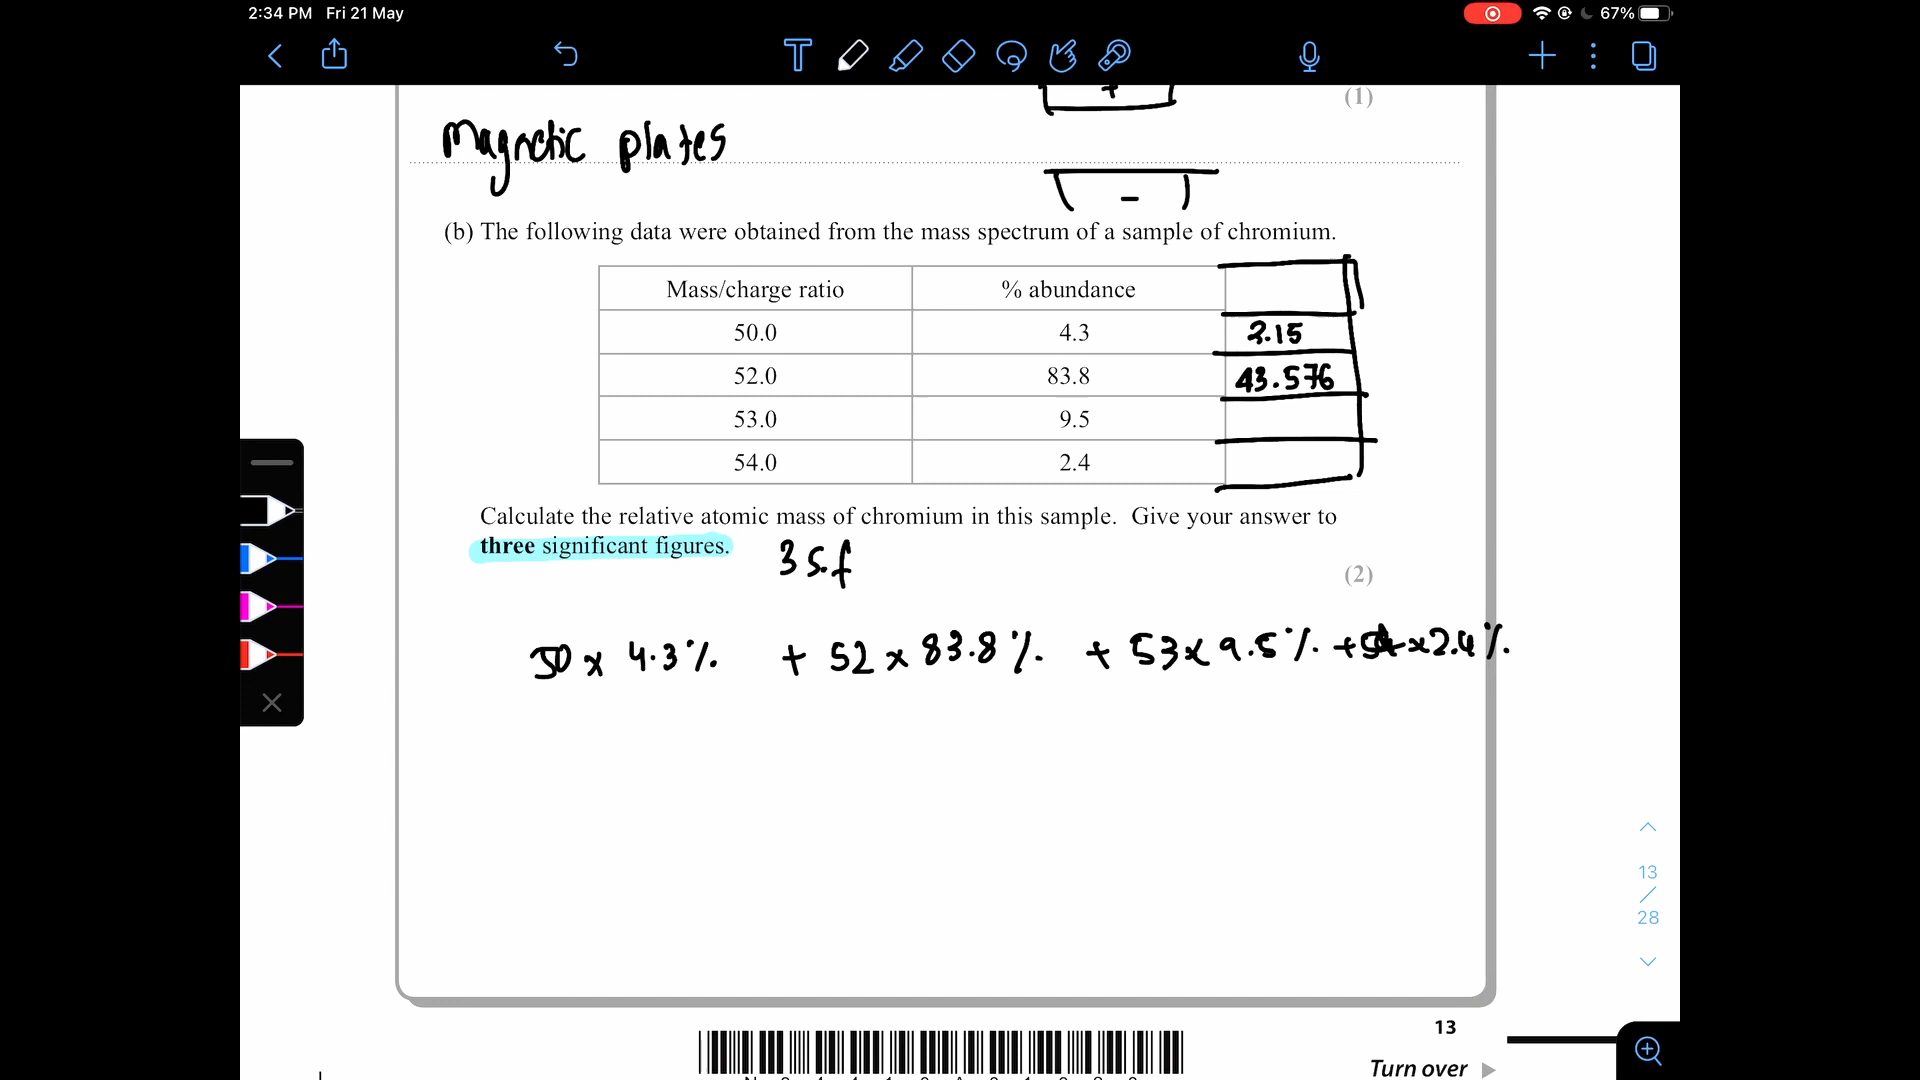 2:34 PM Fri 21 May
67%
+
(1)
Magnetic plates
-
(b) The following data were obtained from the mass spectrum of a sample of chromium.
Mass/charge ratio % abundance
50.0 4.3 2.15
52.0 83.8 43.576
53.0 9.5
54.0 2.4
Calculate the relative atomic mass of chromium in this sample. Give your answer to
three significant figures. 3 s.f
(2)
50 x 4.3% + 52 x 83.8% + 53 x 9.5% + 54 x 2.4%
13
/
28
13
Turn over